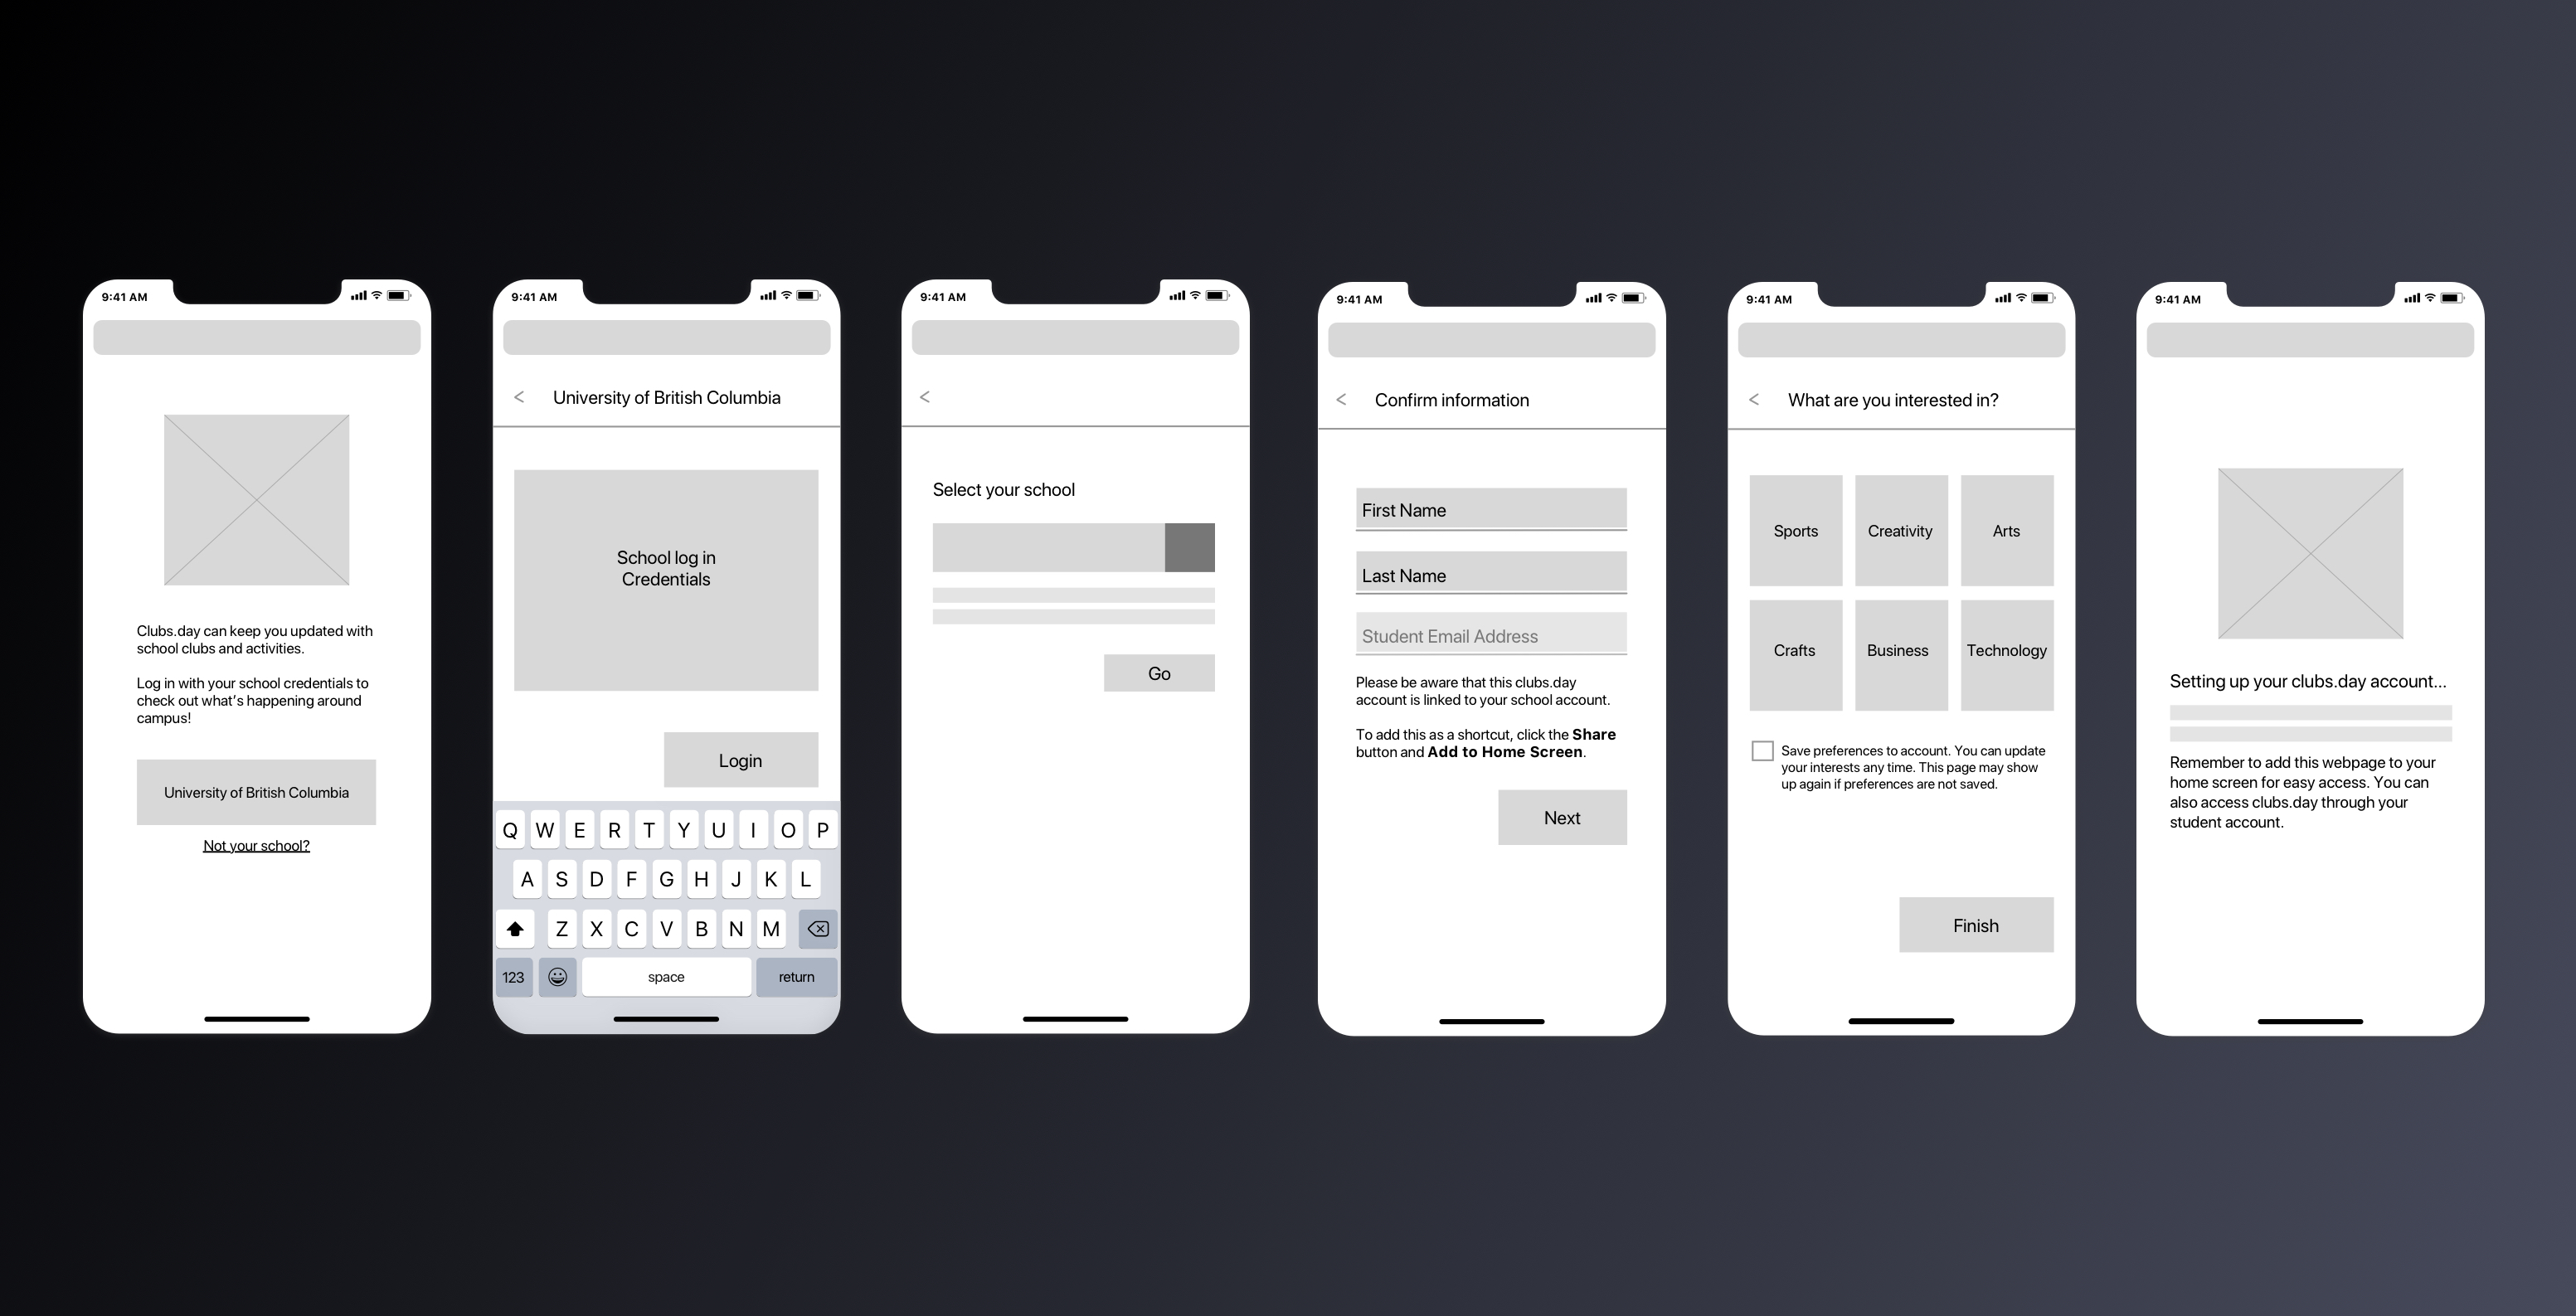 9:41 AM
Clubs.day can keep you updated with
school clubs and activities.
Log in with your school credentials to
check out what's happening around
campus!
University of British Columbia
Not your school?
9:41 AM
<
University of British Columbia
School log in
Credentials
Login
Q W E R T Y U I O P
A S D F G H J K L
Z X C V B N M
123 space return
9:41 AM
<
Select your school
Go
9:41 AM
<
Confirm information
First Name
Last Name
Student Email Address
Please be aware that this clubs.day
account is linked to your school account.
To add this as a shortcut, click the Share
button and Add to Home Screen.
Next
9:41 AM
<
What are you interested in?
Sports Creativity Arts
Crafts Business Technology
Save preferences to account. You can update
your interests any time. This page may show
up again if preferences are not saved.
Finish
9:41 AM
Setting up your clubs.day account...
Remember to add this webpage to your
home screen for easy access. You can
also access clubs.day through your
student account.